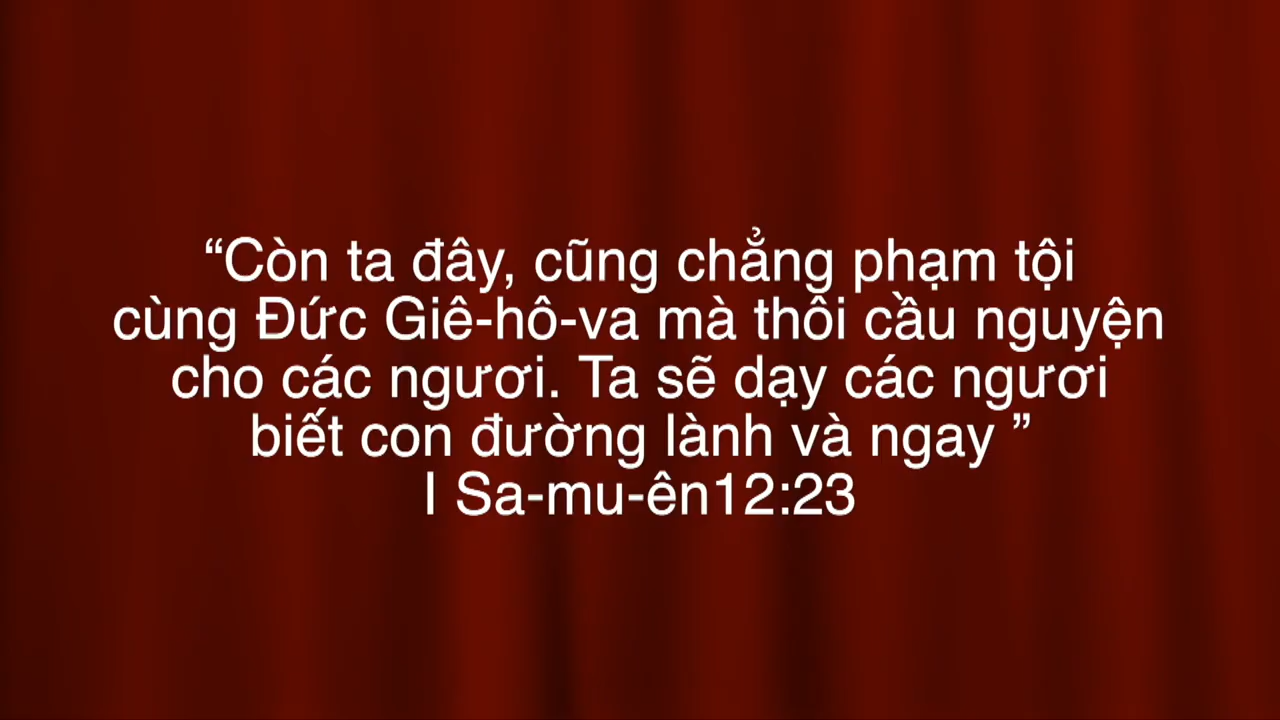 “Còn ta đây, cũng chẳng phạm tội
cùng Đức Giê-hô-va mà thôi cầu nguyện
cho các ngươi. Ta sẽ dạy các ngươi
biết con đường lành và ngay ”
I Sa-mu-ên12:23